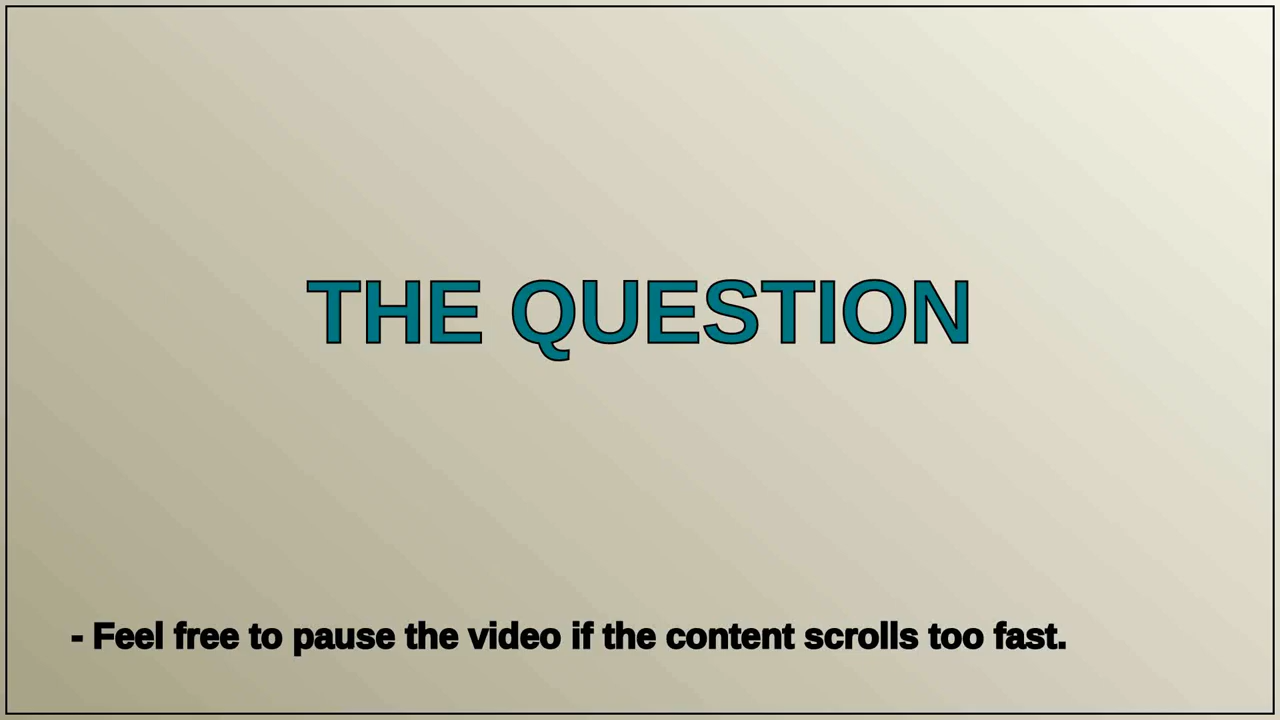 THE QUESTION
- Feel free to pause the video if the content scrolls too fast.